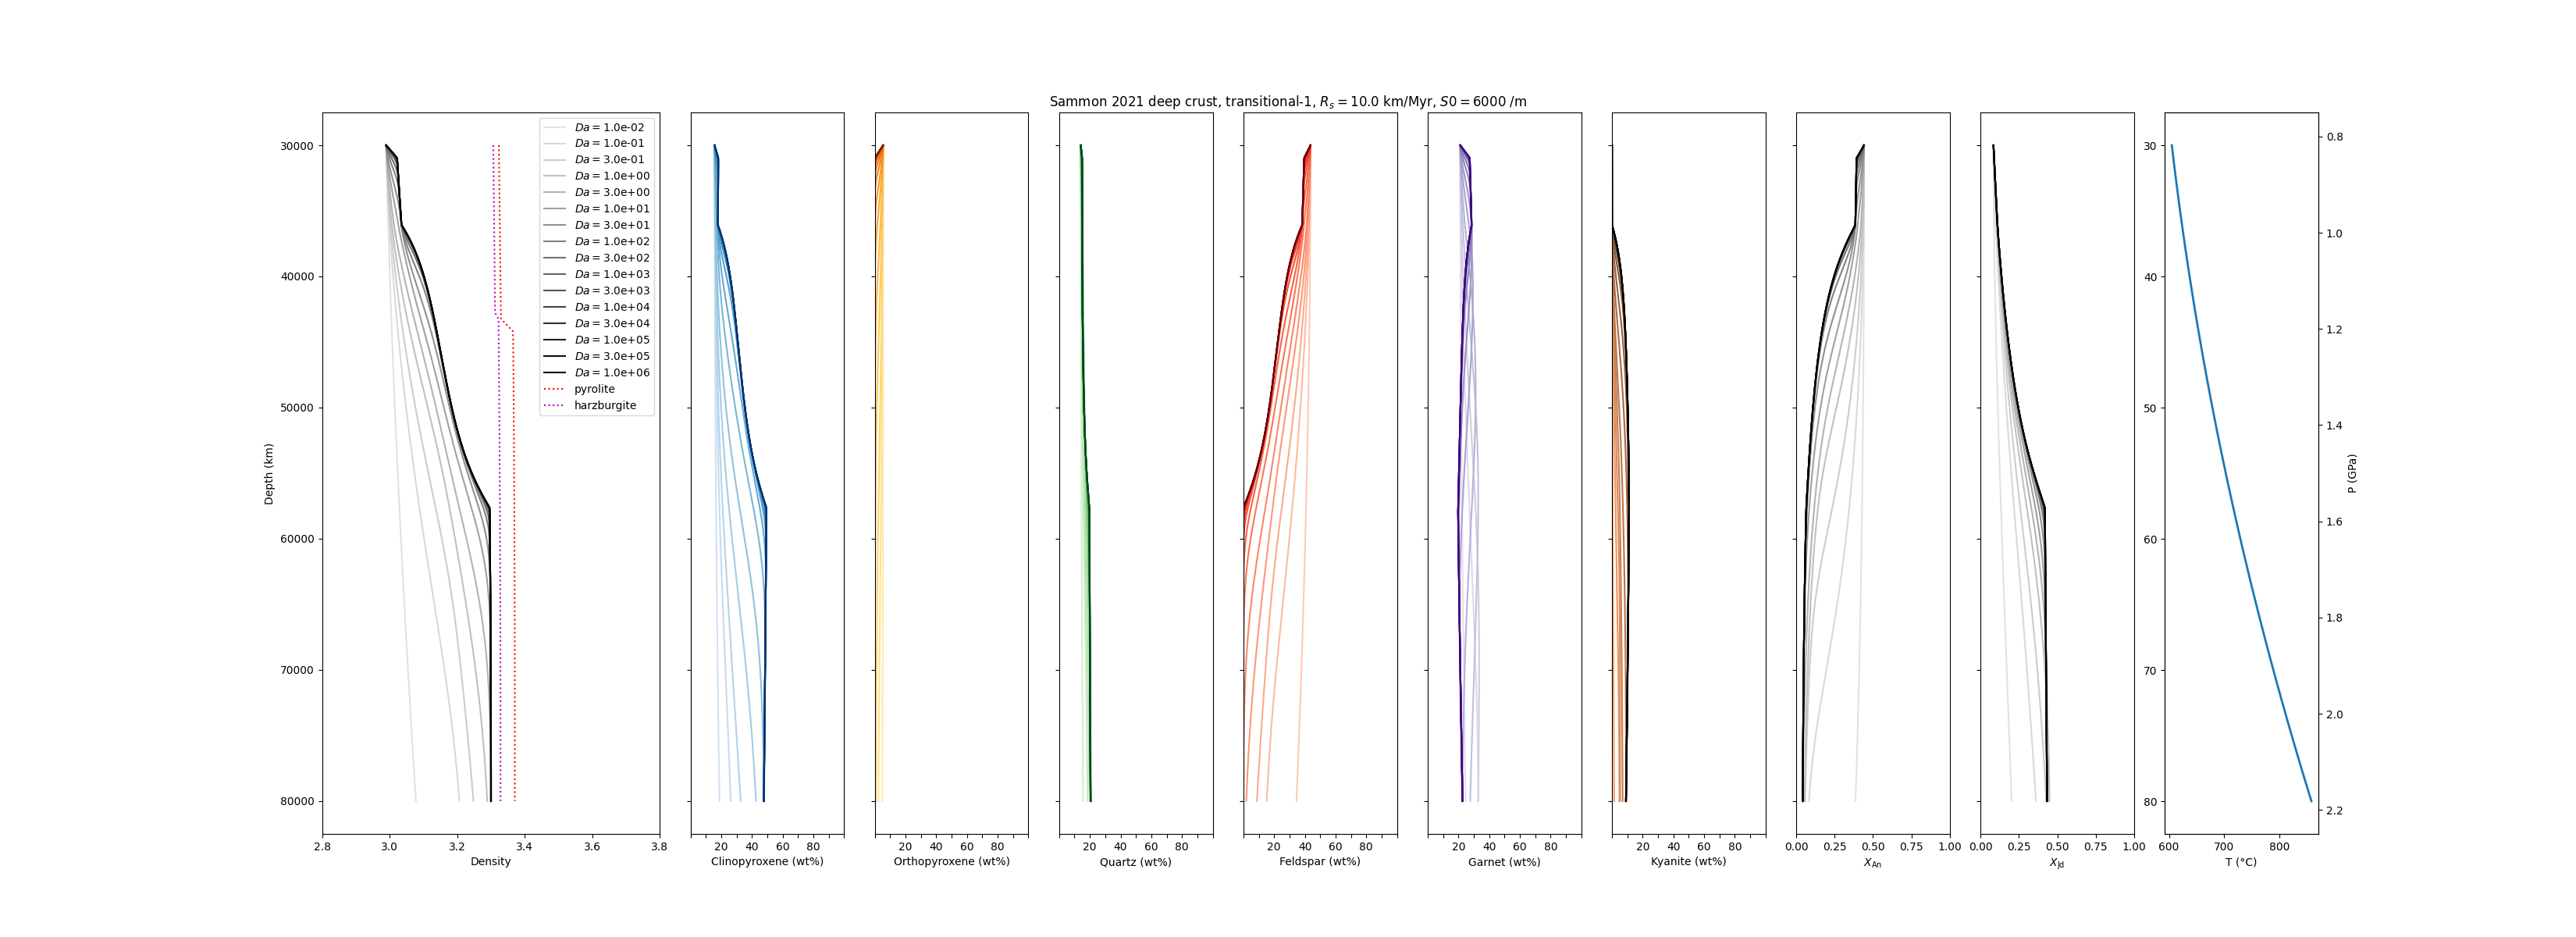 Sammon 2021 deep crust, transitional-1, Rs = 10.0 km/Myr, S0 = 6000 /m
Da = 1.0e-02
Da = 1.0e-01
Da = 3.0e-01
Da = 1.0e+00
Da = 3.0e+00
Da = 1.0e+01
Da = 3.0e+01
Da = 1.0e+02
Da = 3.0e+02
Da = 1.0e+03
Da = 3.0e+03
Da = 1.0e+04
Da = 3.0e+04
Da = 1.0e+05
Da = 3.0e+05
Da = 1.0e+06
pyrolite
harzburgite
30000
40000
50000
60000
70000
80000
Depth (km)
2.8 3.0 3.2 3.4 3.6 3.8
Density
20 40 60 80
Clinopyroxene (wt%)
20 40 60 80
Orthopyroxene (wt%)
20 40 60 80
Quartz (wt%)
20 40 60 80
Feldspar (wt%)
20 40 60 80
Garnet (wt%)
20 40 60 80
Kyanite (wt%)
0.00 0.25 0.50 0.75 1.00
XAn
0.00 0.25 0.50 0.75 1.00
XJd
30
40
50
60
70
80
600 700 800
T (°C)
0.8
1.0
1.2
1.4
1.6
1.8
2.0
2.2
P (GPa)